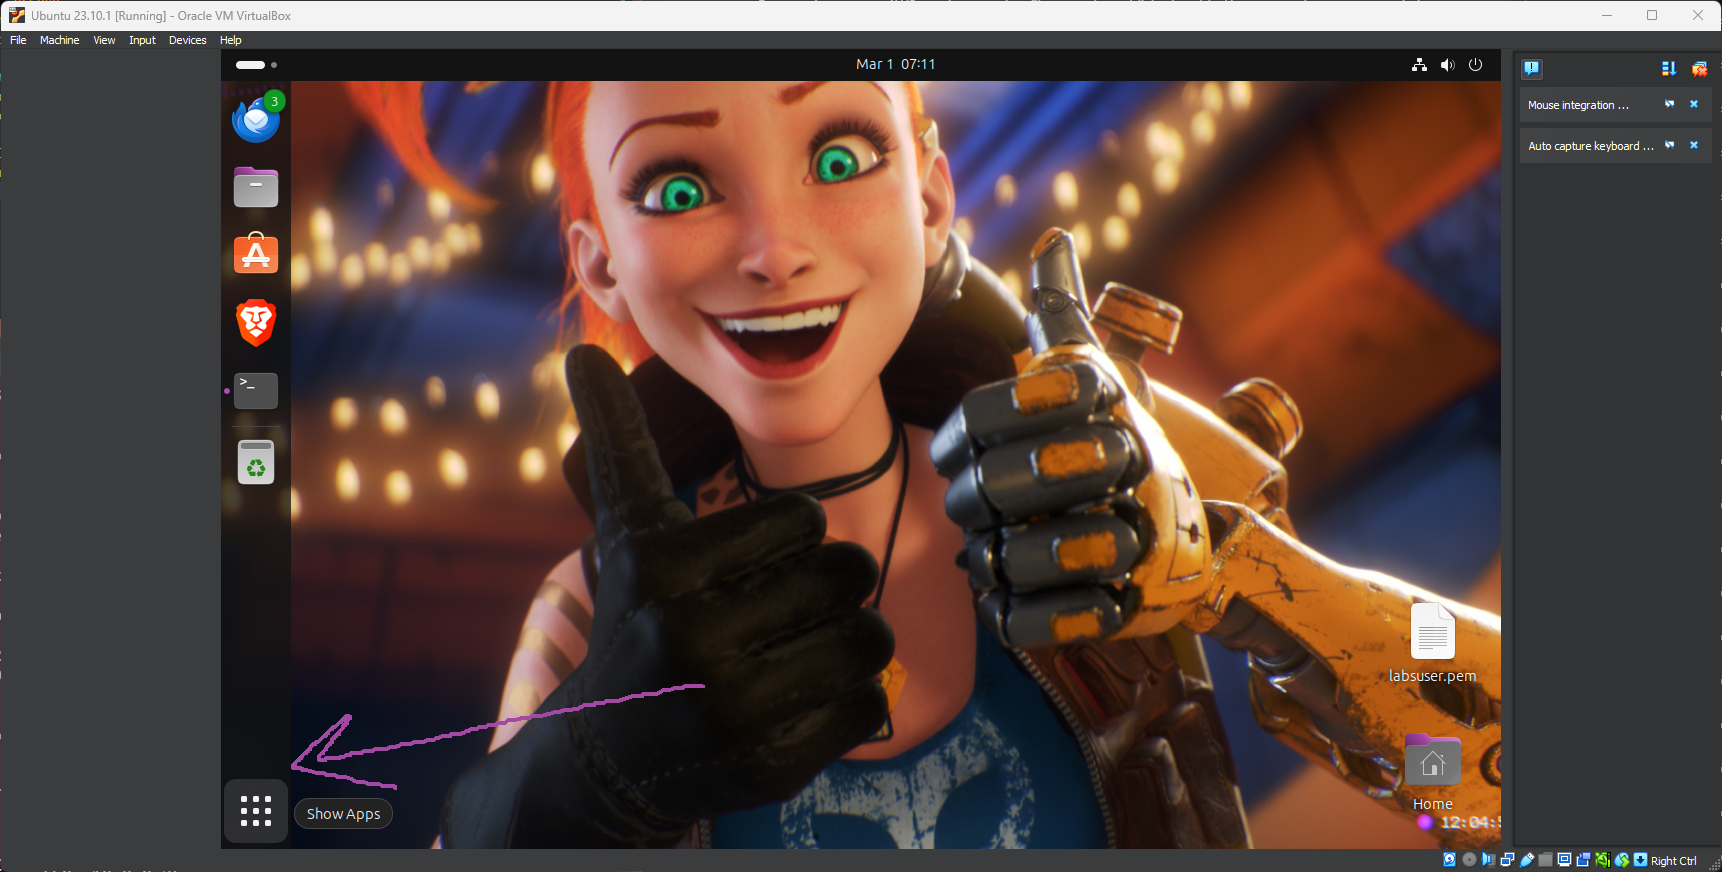 Ubuntu 23.10.1 [Running] - Oracle VM VirtualBox
File Machine View Input Devices Help
Mar 1 07:11
3
Mouse integration ...
Auto capture keyboard ...
>_
labsuser.pem
Home
12:04:5
Show Apps
Right Ctrl